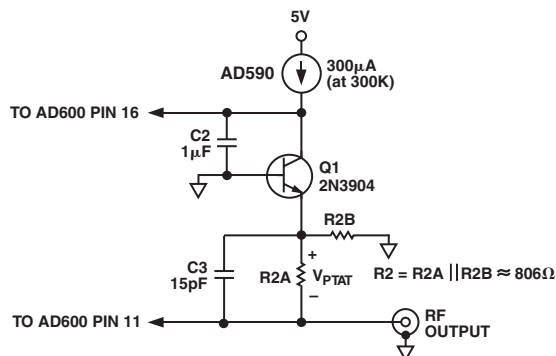 5V
AD590
300µA
(at 300K)
TO AD600 PIN 16
C2
1µF
Q1
2N3904
R2B
C3
15pF
R2A
+
VPTAT
–
R2 = R2A || R2B ≈ 806Ω
TO AD600 PIN 11
RF
OUTPUT